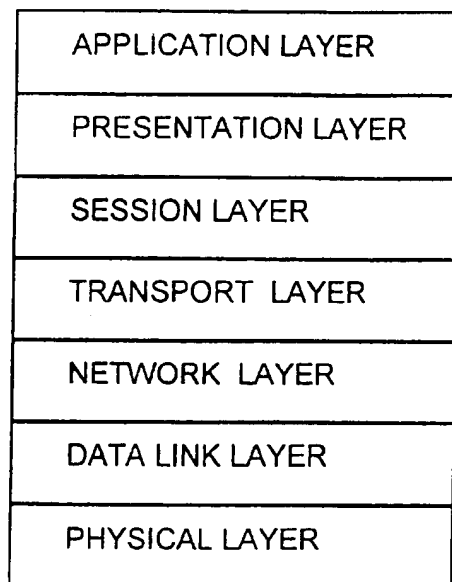 APPLICATION LAYER
PRESENTATION LAYER
SESSION LAYER
TRANSPORT LAYER
NETWORK LAYER
DATA LINK LAYER
PHYSICAL LAYER